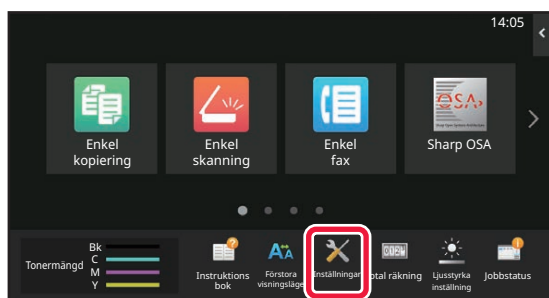 14:05
Enkel
kopiering
Enkel
skanning
Enkel
fax
OSA
Sharp OSA
Tonermängd
Bk
C
M
Y
Instruktions
bok
Förstora
visningsläge
Inställningar
otal räkning
Ljusstyrka
inställning
Jobbstatus